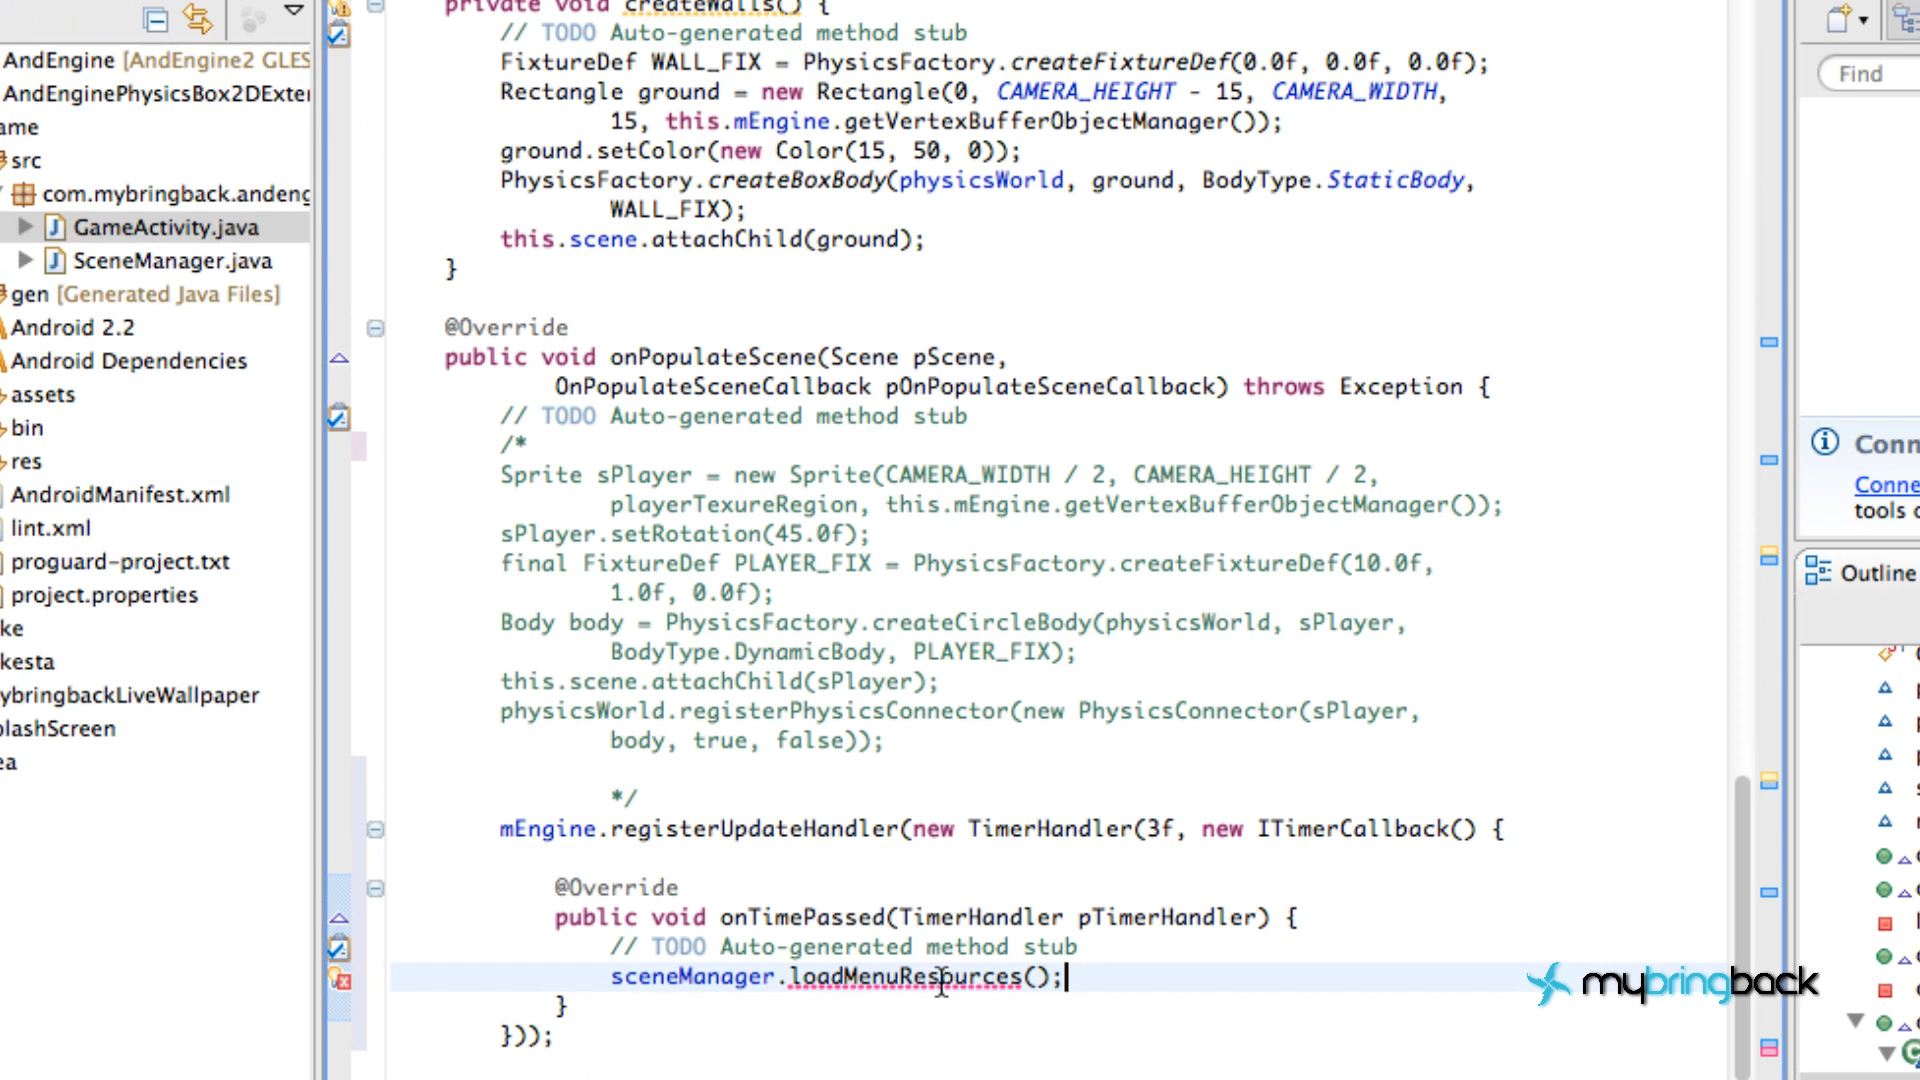 AndEngine [AndEngine2 GLES
AndEnginePhysicsBox2DExter
ame
src
com.mybringback.andeng
GameActivity.java
SceneManager.java
gen [Generated Java Files]
Android 2.2
Android Dependencies
assets
bin
res
AndroidManifest.xml
lint.xml
proguard-project.txt
project.properties
ke
kesta
ybringbackLiveWallpaper
lashScreen
ea
private void createWalls() {
// TODO Auto-generated method stub
FixtureDef WALL_FIX = PhysicsFactory.createFixtureDef(0.0f, 0.0f, 0.0f);
Rectangle ground = new Rectangle(0, CAMERA_HEIGHT - 15, CAMERA_WIDTH,
15, this.mEngine.getVertexBufferObjectManager());
ground.setColor(new Color(15, 50, 0));
PhysicsFactory.createBoxBody(physicsWorld, ground, BodyType.StaticBody,
WALL_FIX);
this.scene.attachChild(ground);
}
@Override
public void onPopulateScene(Scene pScene,
OnPopulateSceneCallback pOnPopulateSceneCallback) throws Exception {
// TODO Auto-generated method stub
/*
Sprite sPlayer = new Sprite(CAMERA_WIDTH / 2, CAMERA_HEIGHT / 2,
playerTexureRegion, this.mEngine.getVertexBufferObjectManager());
sPlayer.setRotation(45.0f);
final FixtureDef PLAYER_FIX = PhysicsFactory.createFixtureDef(10.0f,
1.0f, 0.0f);
Body body = PhysicsFactory.createCircleBody(physicsWorld, sPlayer,
BodyType.DynamicBody, PLAYER_FIX);
this.scene.attachChild(sPlayer);
physicsWorld.registerPhysicsConnector(new PhysicsConnector(sPlayer,
body, true, false));
*/
mEngine.registerUpdateHandler(new TimerHandler(3f, new ITimerCallback() {
@Override
public void onTimePassed(TimerHandler pTimerHandler) {
// TODO Auto-generated method stub
sceneManager.loadMenuResources();
}
}));
Find
Conn
Conne
tools
Outline
mybringback